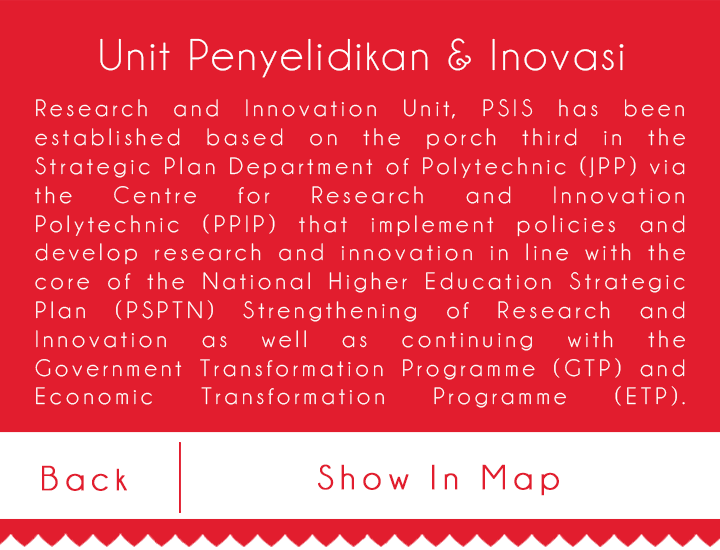 Unit Penyelidikan & Inovasi
Research and Innovation Unit, PSIS has been
established based on the porch third in the
Strategic Plan Department of Polytechnic (JPP) via
the Centre for Research and Innovation
Polytechnic (PPIP) that implement policies and
develop research and innovation in line with the
core of the National Higher Education Strategic
Plan (PSPTN) Strengthening of Research and
Innovation as well as continuing with the
Government Transformation Programme (GTP) and
Economic Transformation Programme (ETP).
Back
Show In Map